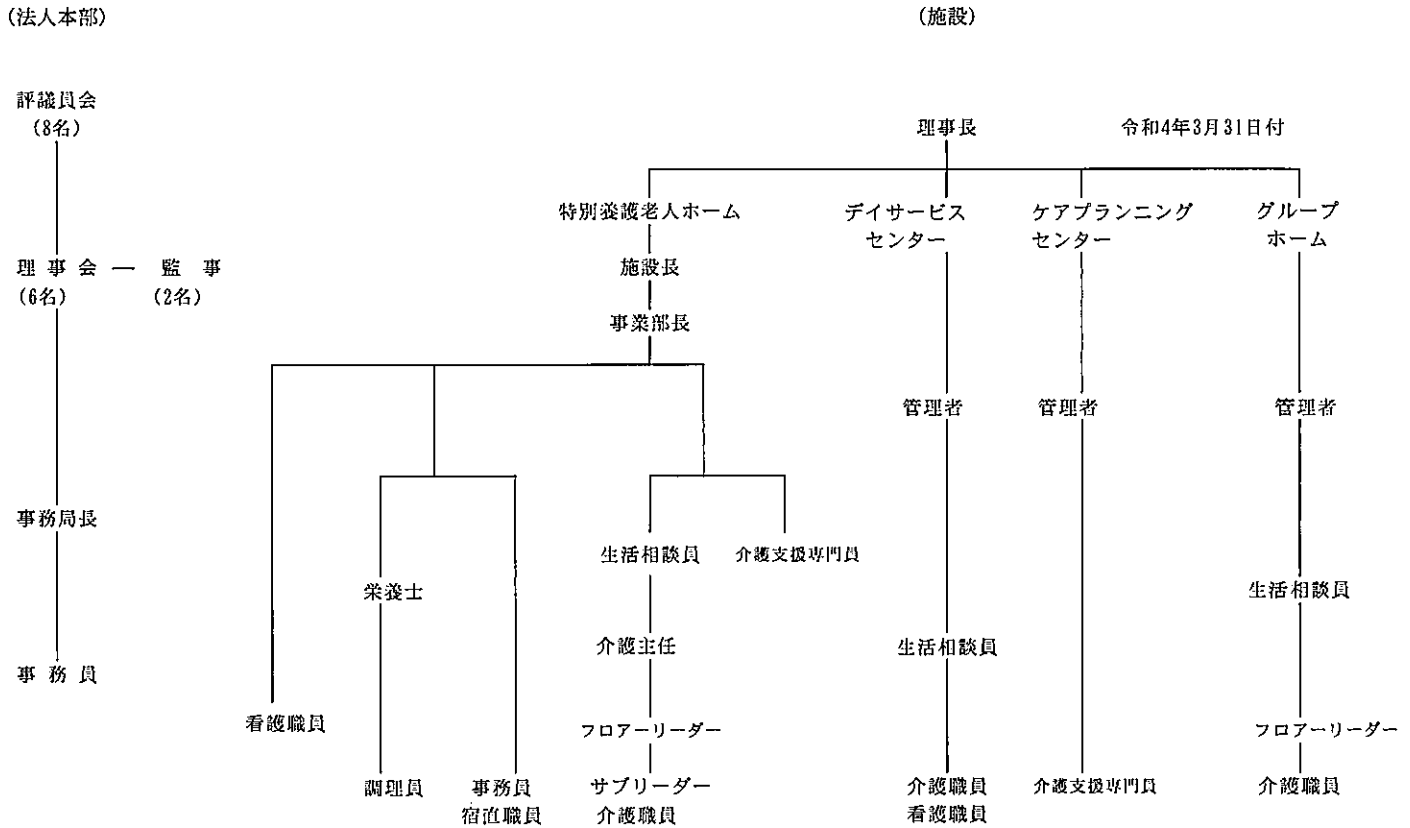 (法人本部)
(施設)
評議員会
(8名)
理事長
令和4年3月31日付
特別養護老人ホーム
デイサービス
センター
ケアプランニング
センター
グループ
ホーム
理事会 ― 監事
(6名) (2名)
施設長
事業部長
管理者
管理者
管理者
事務局長
生活相談員
介護支援専門員
栄養士
生活相談員
介護主任
生活相談員
事務員
看護職員
フロアーリーダー
フロアーリーダー
調理員
事務員
宿直職員
サブリーダー
介護職員
介護職員
看護職員
介護支援専門員
介護職員